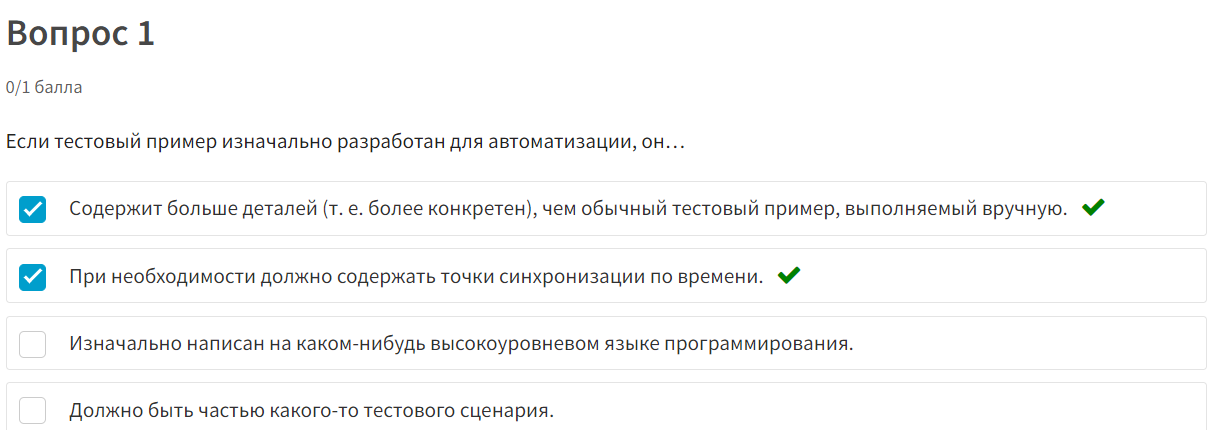 Вопрос 1
0/1 балла
Если тестовый пример изначально разработан для автоматизации, он…
Содержит больше деталей (т. е. более конкретен), чем обычный тестовый пример, выполняемый вручную.
При необходимости должно содержать точки синхронизации по времени.
Изначально написан на каком-нибудь высокоуровневом языке программирования.
Должно быть частью какого-то тестового сценария.